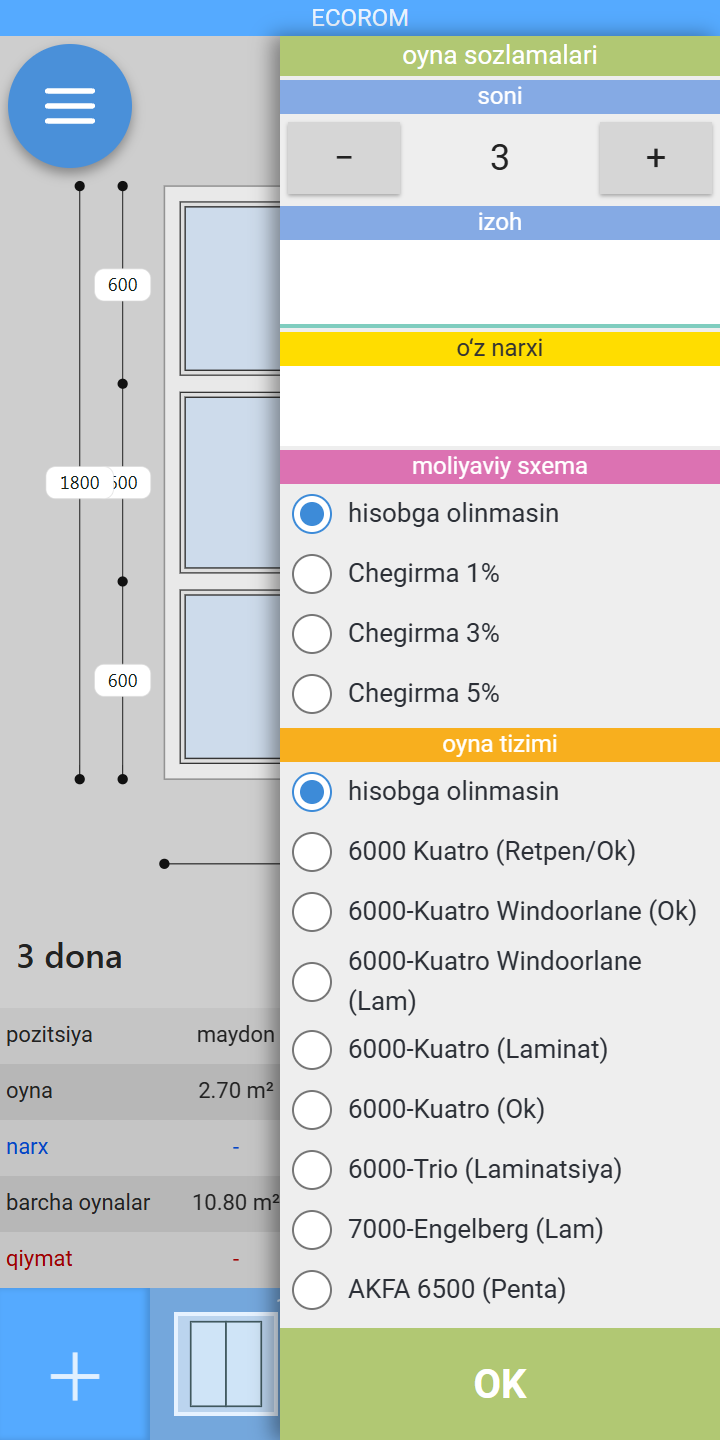 ECOROM
oyna sozlamalari
soni
−
3
+
izoh
oʻz narxi
moliyaviy sxema
hisobga olinmasin
Chegirma 1%
Chegirma 3%
Chegirma 5%
oyna tizimi
hisobga olinmasin
6000 Kuatro (Retpen/Ok)
6000-Kuatro Windoorlane (Ok)
6000-Kuatro Windoorlane
(Lam)
6000-Kuatro (Laminat)
6000-Kuatro (Ok)
6000-Trio (Laminatsiya)
7000-Engelberg (Lam)
AKFA 6500 (Penta)
OK
600
1800
600
3 dona
pozitsiya maydon
oyna 2.70 m²
narx -
barcha oynalar 10.80 m²
qiymat -